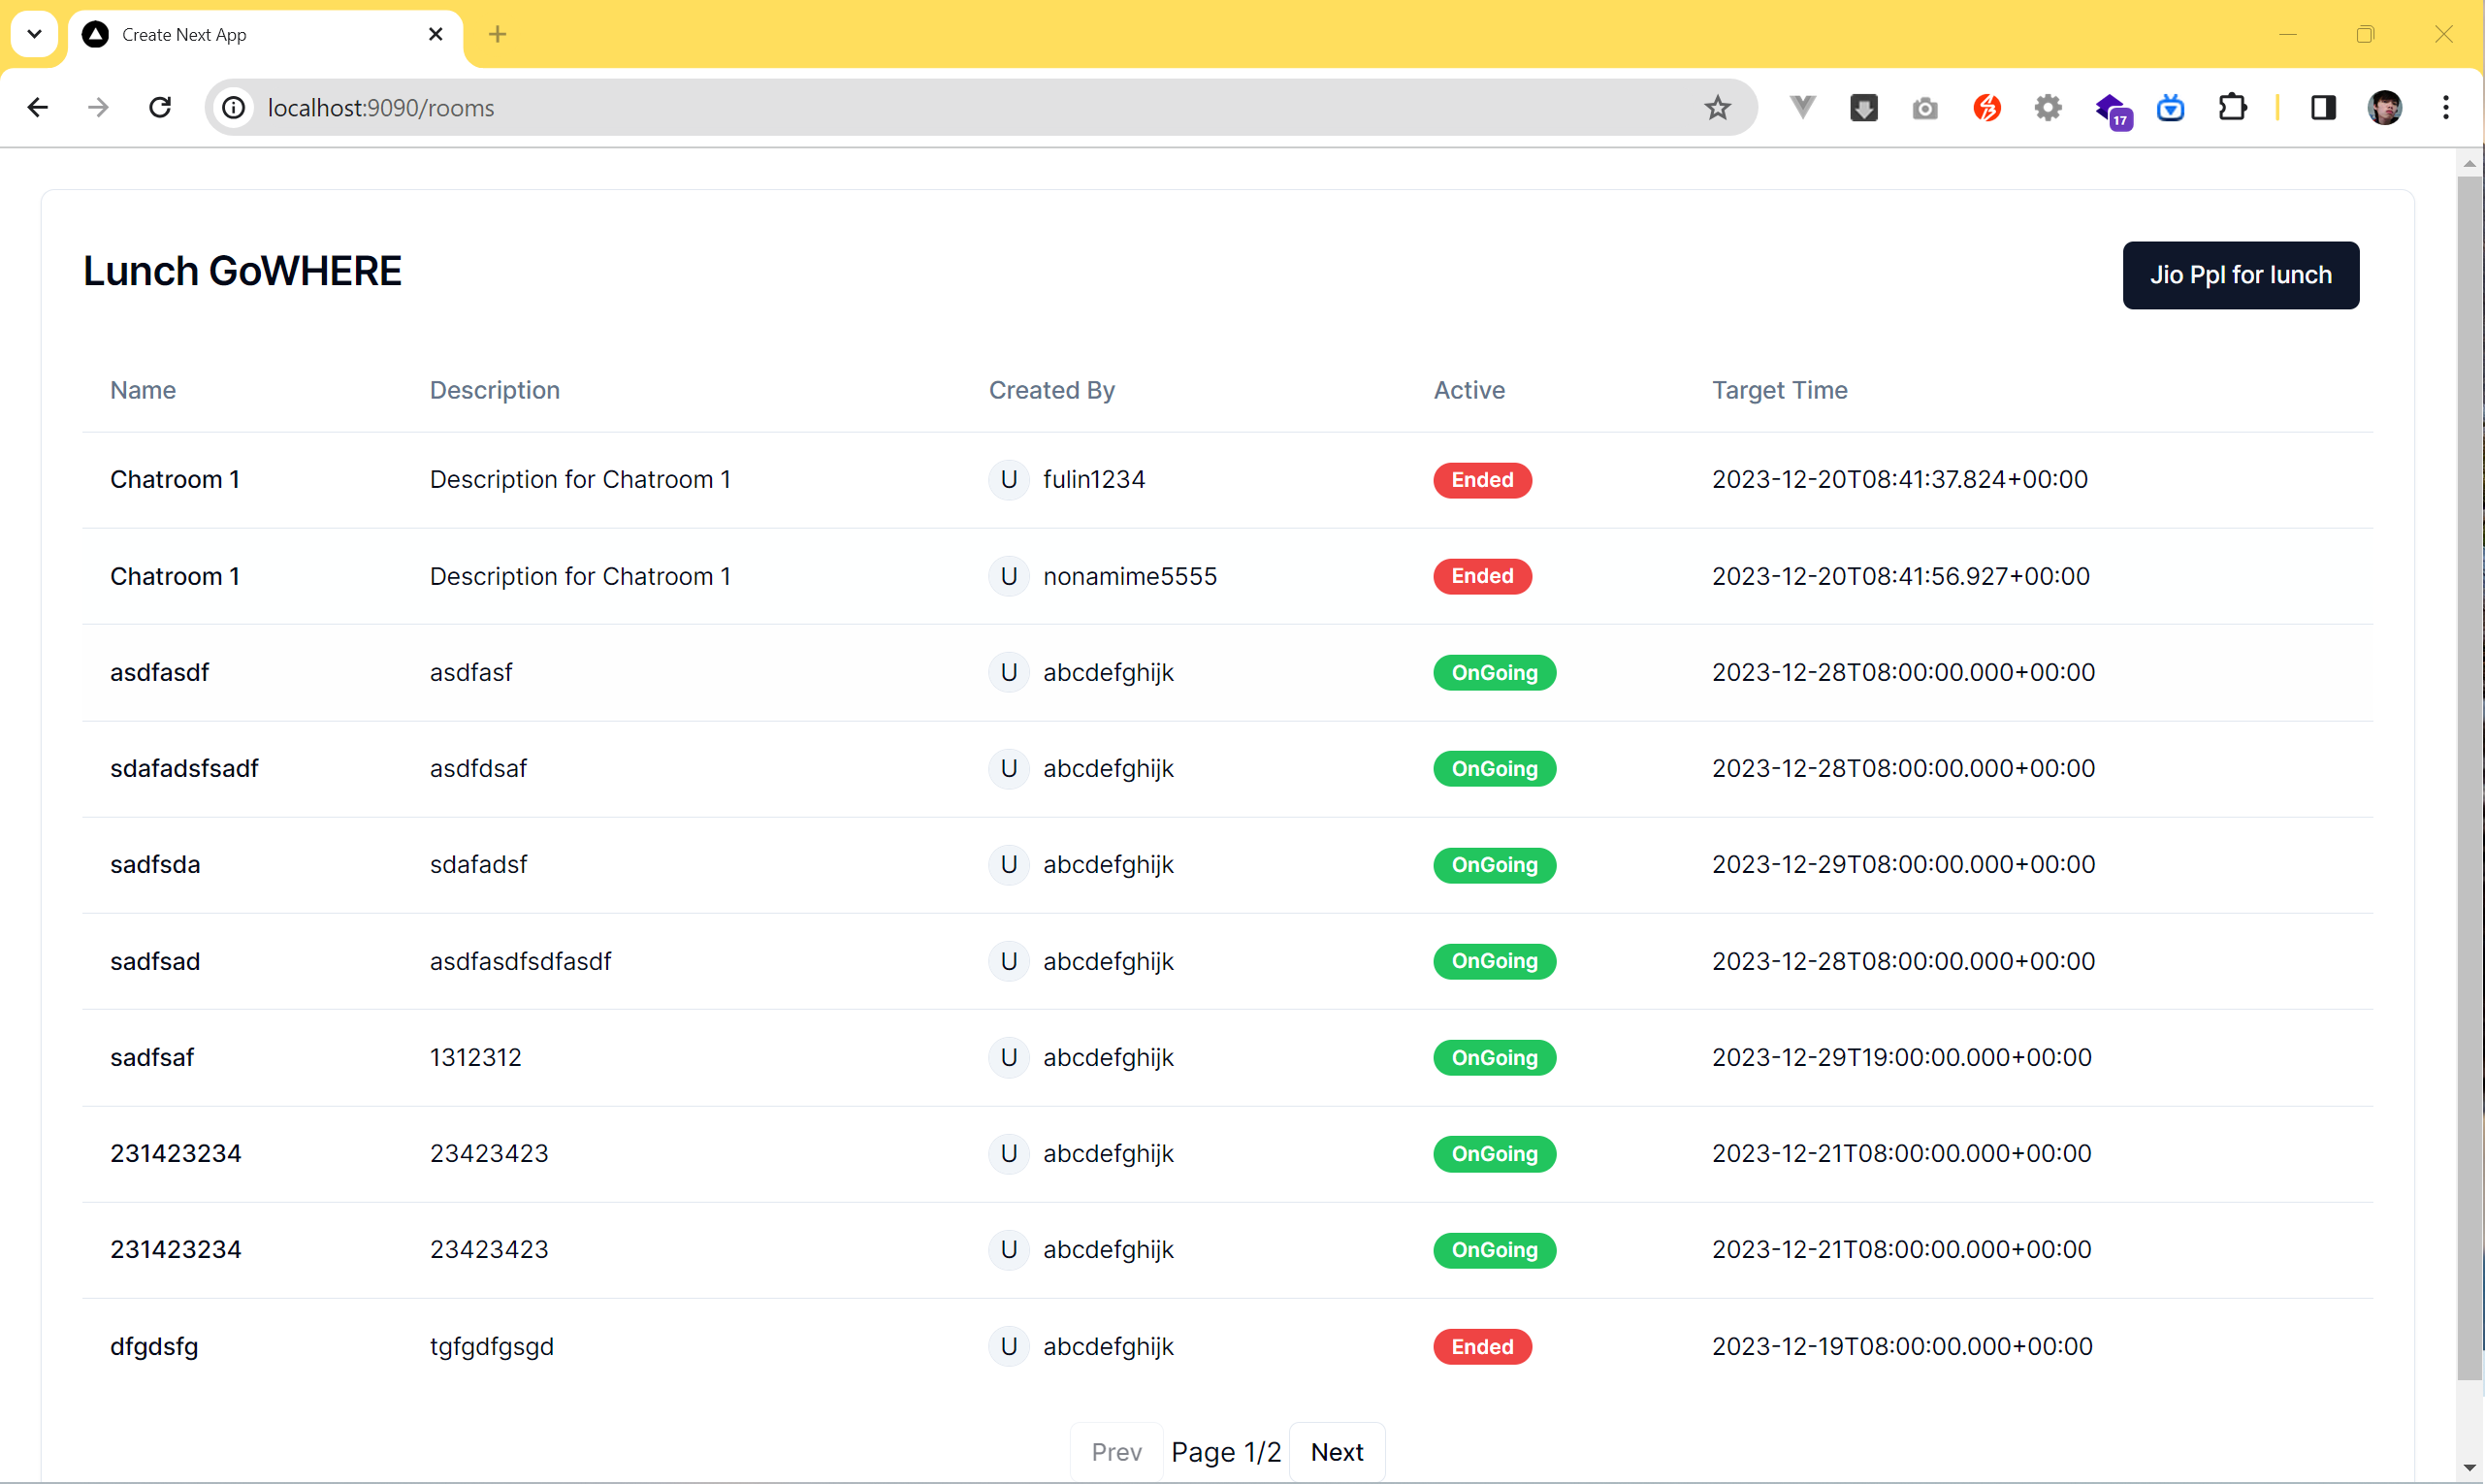 Create Next App
localhost:9090/rooms
17
Lunch GoWHERE
Jio Ppl for lunch
Name Description Created By Active Target Time
Chatroom 1 Description for Chatroom 1 U fulin1234 Ended 2023-12-20T08:41:37.824+00:00
Chatroom 1 Description for Chatroom 1 U nonamime5555 Ended 2023-12-20T08:41:56.927+00:00
asdfasdf asdfasf U abcdefghijk OnGoing 2023-12-28T08:00:00.000+00:00
sdafadsfsadf asdfdsaf U abcdefghijk OnGoing 2023-12-28T08:00:00.000+00:00
sadfsda sdafadsf U abcdefghijk OnGoing 2023-12-29T08:00:00.000+00:00
sadfsad asdfasdfsdfasdf U abcdefghijk OnGoing 2023-12-28T08:00:00.000+00:00
sadfsaf 1312312 U abcdefghijk OnGoing 2023-12-29T19:00:00.000+00:00
231423234 23423423 U abcdefghijk OnGoing 2023-12-21T08:00:00.000+00:00
231423234 23423423 U abcdefghijk OnGoing 2023-12-21T08:00:00.000+00:00
dfgdsfg tgfgdfgsgd U abcdefghijk Ended 2023-12-19T08:00:00.000+00:00
Prev Page 1/2 Next